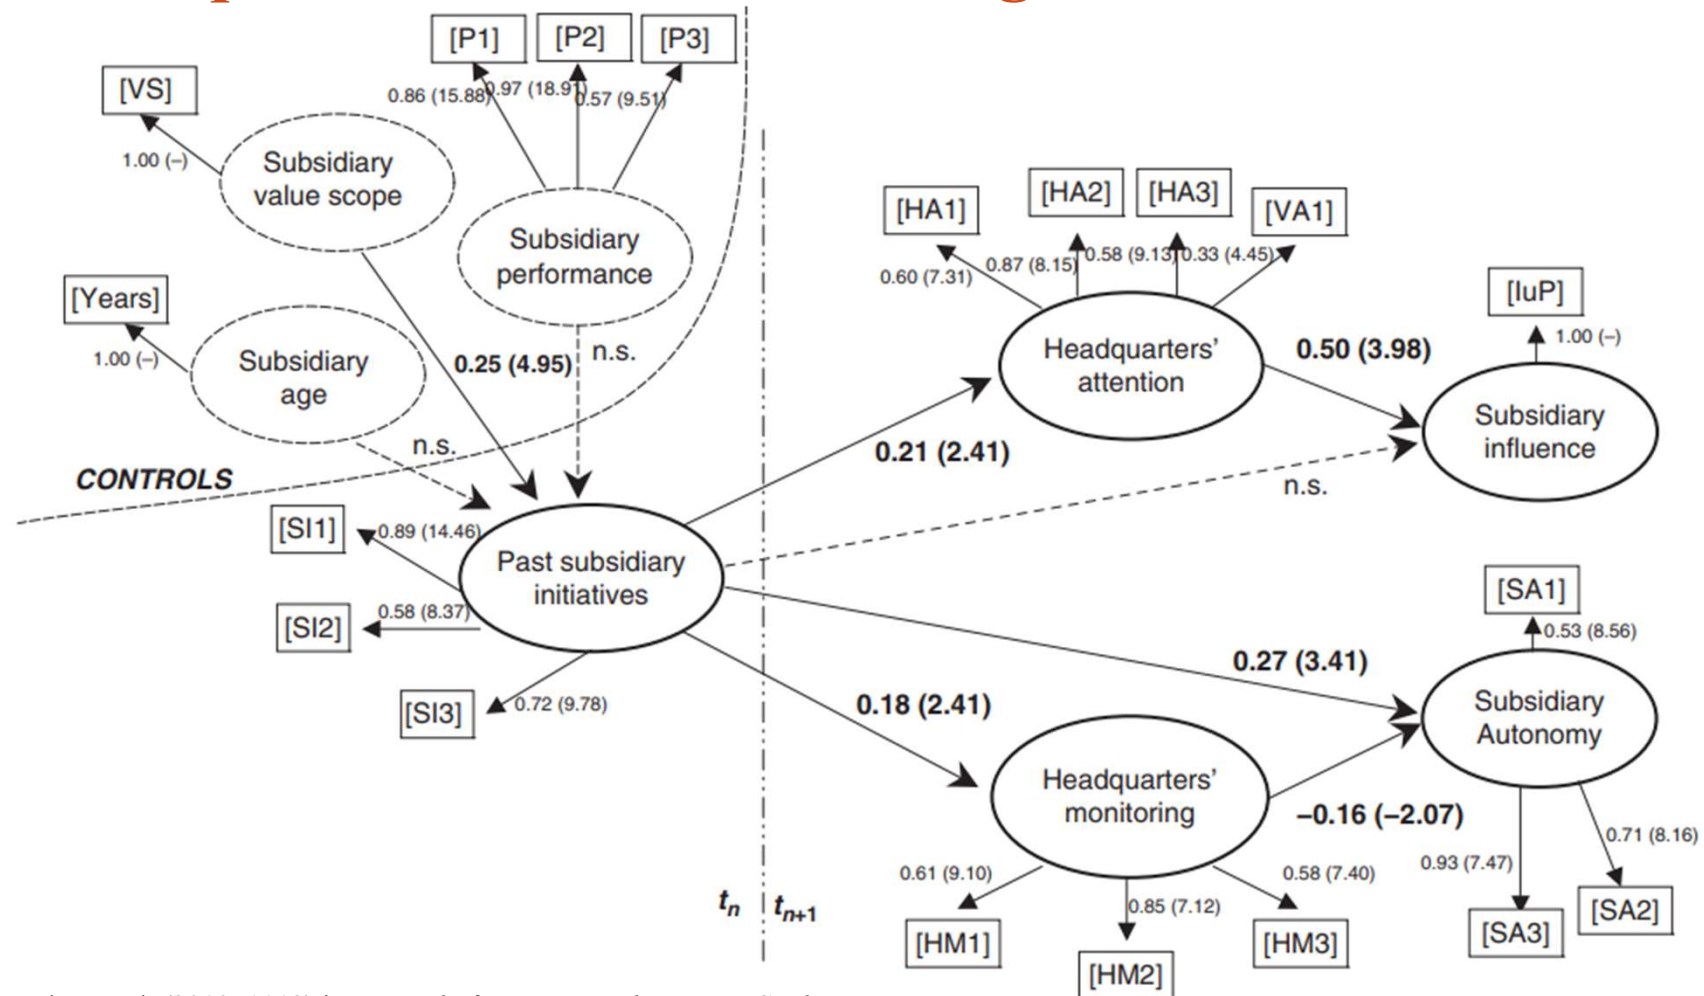 [P1]
[P2]
[P3]
0.86 (15.88)
0.97 (18.91)
0.57 (9.51)
[VS]
1.00 (–)
Subsidiary
value scope
Subsidiary
performance
[Years]
1.00 (–)
Subsidiary
age
0.25 (4.95)
n.s.
n.s.
CONTROLS
[SI1]
0.89 (14.46)
Past subsidiary
initiatives
[SI2]
0.58 (8.37)
[SI3]
0.72 (9.78)
[HA1]
[HA2]
[HA3]
[VA1]
0.60 (7.31)
0.87 (8.15)
0.58 (9.13)
0.33 (4.45)
Headquarters’
attention
0.50 (3.98)
[IuP]
1.00 (–)
Subsidiary
influence
0.21 (2.41)
n.s.
0.27 (3.41)
[SA1]
0.53 (8.56)
Subsidiary
Autonomy
0.18 (2.41)
Headquarters’
monitoring
–0.16 (–2.07)
0.71 (8.16)
0.93 (7.47)
[SA2]
[SA3]
0.61 (9.10)
0.85 (7.12)
0.58 (7.40)
[HM1]
[HM2]
[HM3]
tn
tn+1